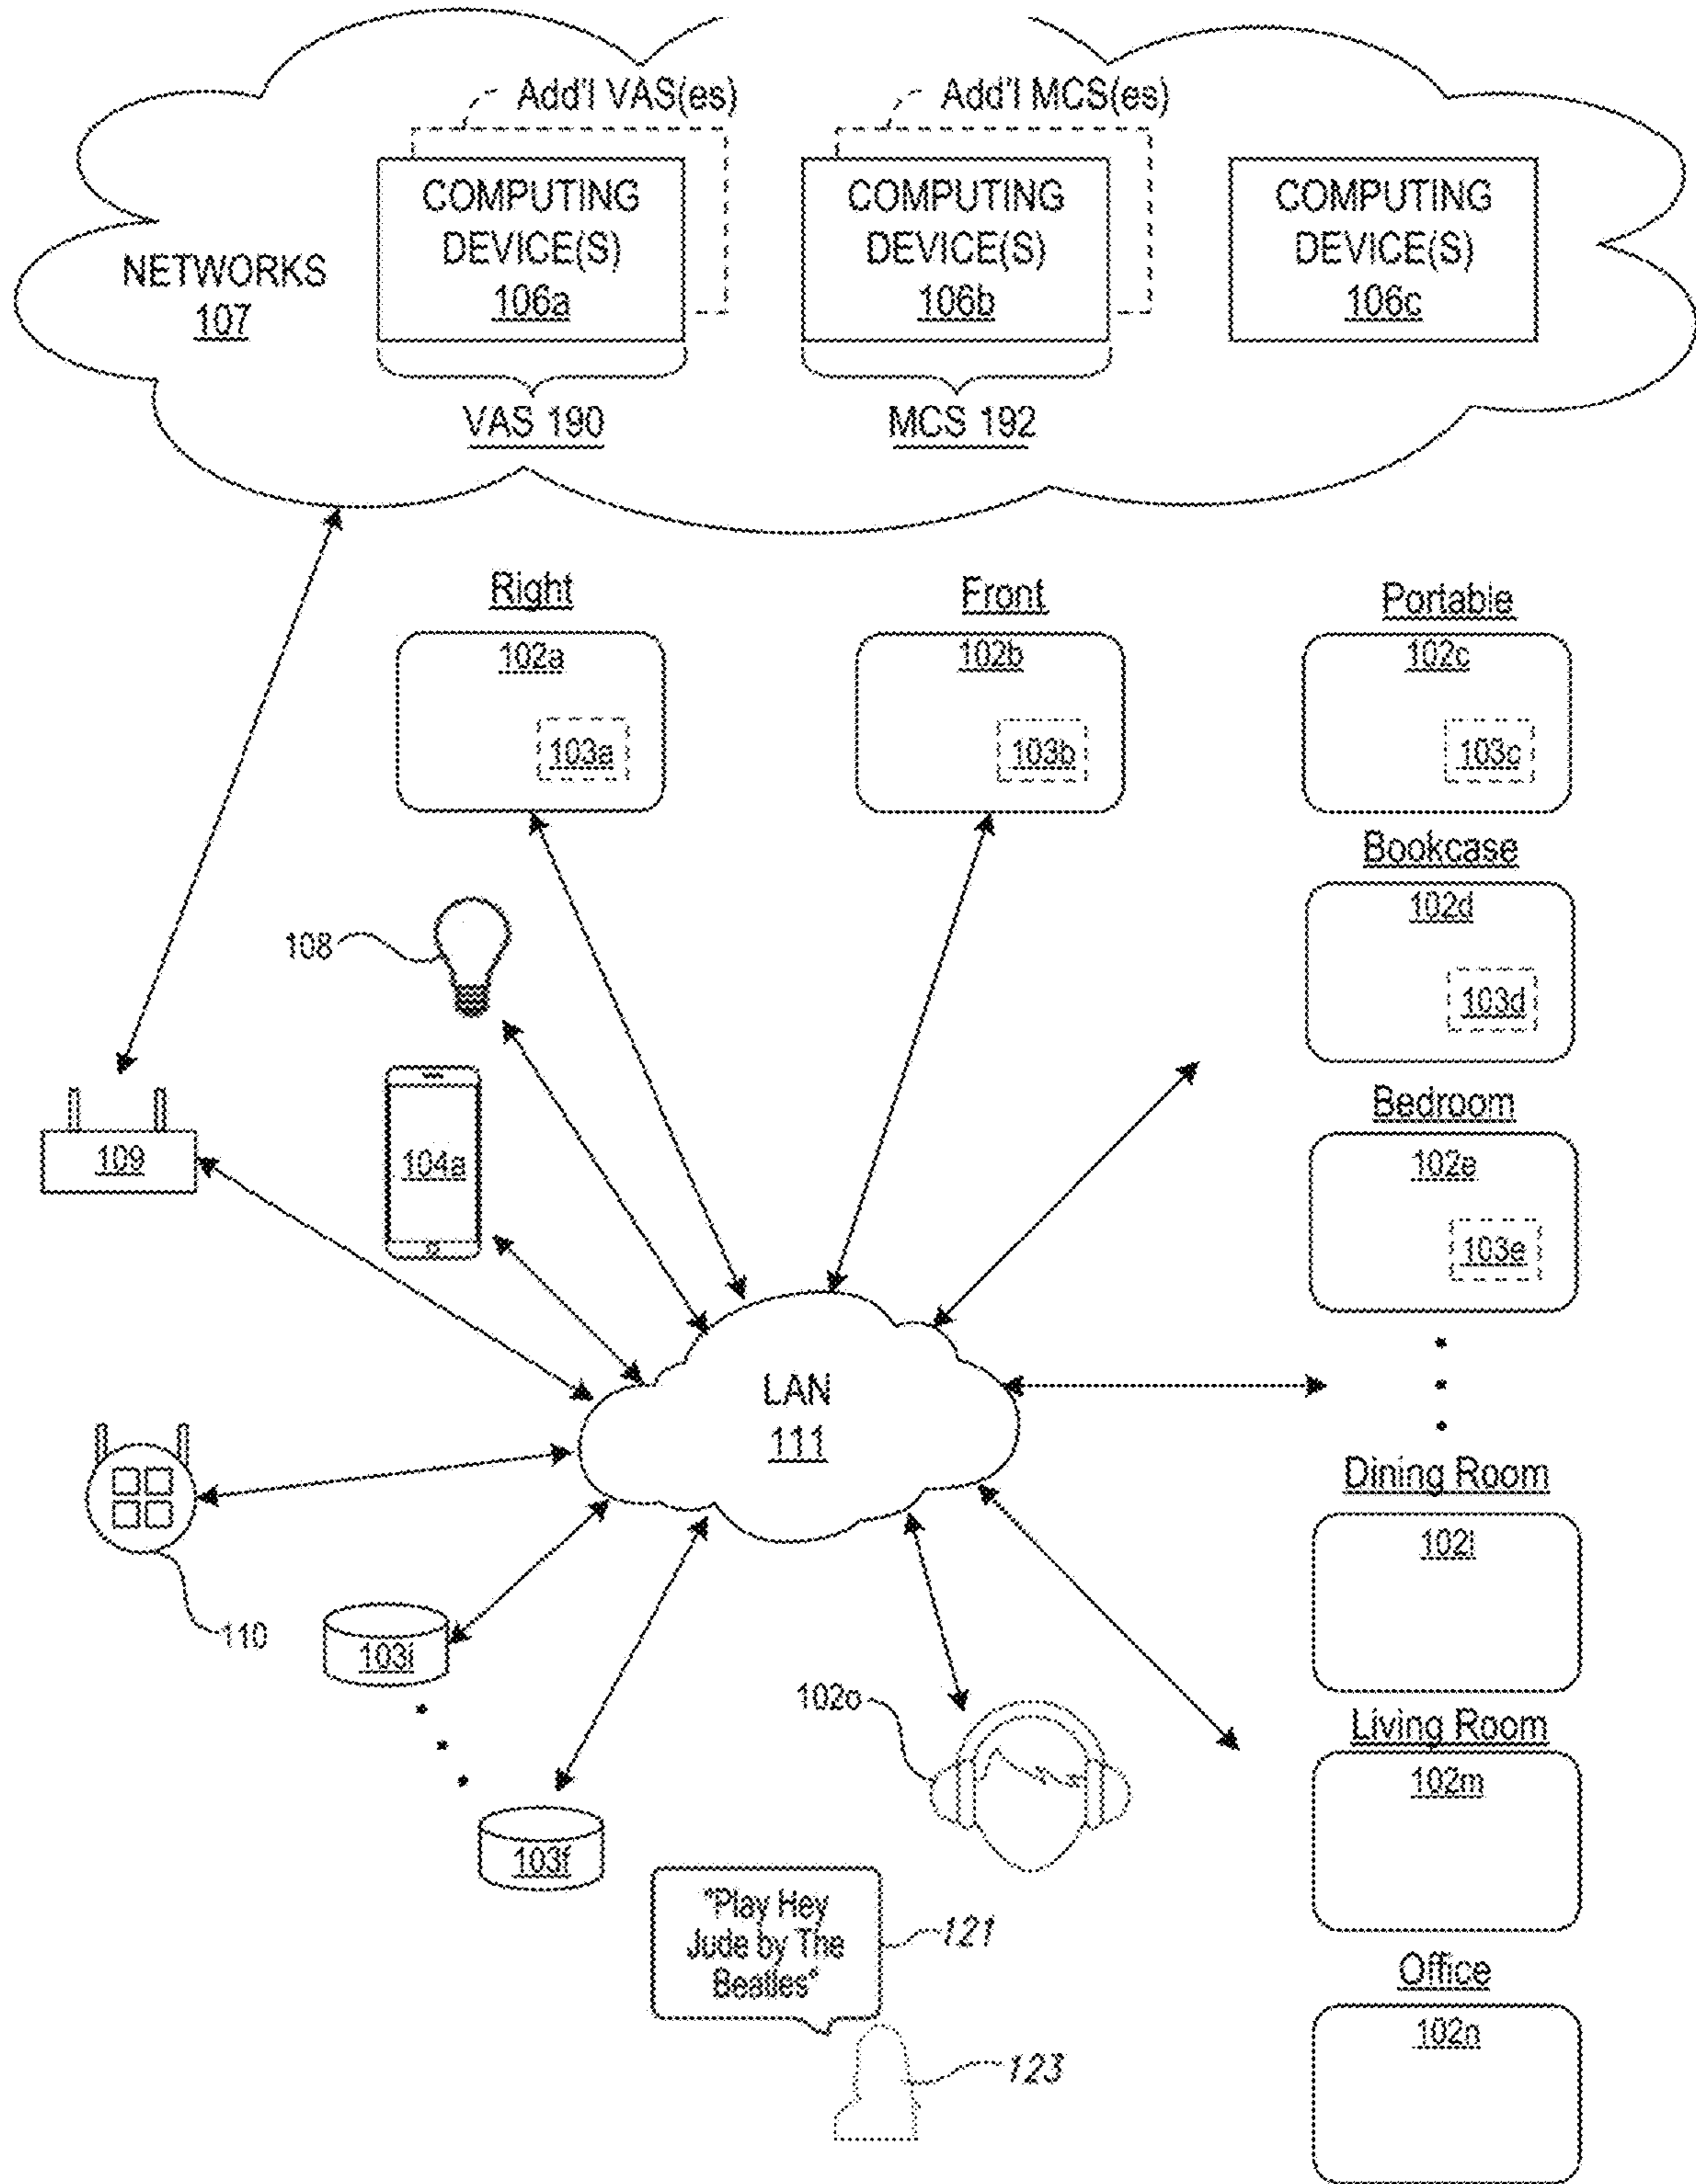 Add'l VAS(es)
Add'l MCS(es)
COMPUTING
DEVICE(S)
106a
COMPUTING
DEVICE(S)
106b
COMPUTING
DEVICE(S)
106c
NETWORKS
107
VAS 190
MCS 192
Right
102a
103a
Front
102b
103b
Portable
102c
103c
Bookcase
102d
103d
108
Bedroom
102e
103e
109
104a
LAN
111
110
Dining Room
102l
103i
102o
Living Room
102m
103f
"Play Hey
Jude by The
Beatles"
121
Office
102n
123